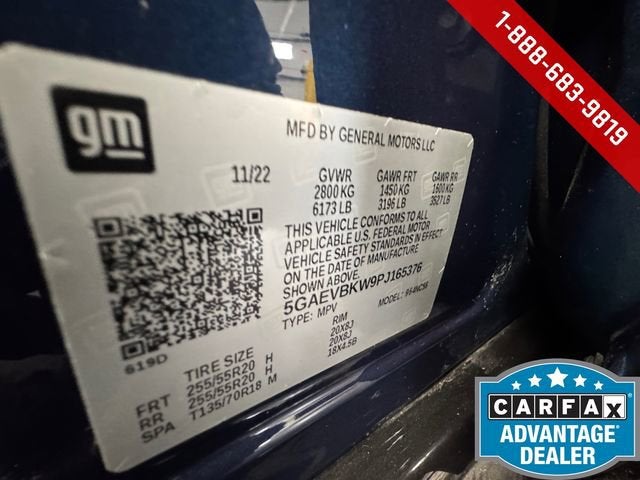 1-888-683-9819
gm
MFD BY GENERAL MOTORS LLC
11/22 GVWR GAWR FRT GAWR RR
2800 KG 1450 KG 1600 KG
6173 LB 3196 LB 3527 LB
THIS VEHICLE CONFORMS TO ALL
APPLICABLE U.S. FEDERAL MOTOR
VEHICLE SAFETY STANDARDS IN EFFECT
ON THE DATE OF MANUFACTURE
5GAEVBKW9PJ165376
TYPE: MPV MODEL:
619D
TIRE SIZE RIM
FRT 255/55R20 H 20X8J
RR 255/55R20 H 20X8J
SPA T135/70R18 M 18X4.5B
CARFAX
ADVANTAGE
DEALER